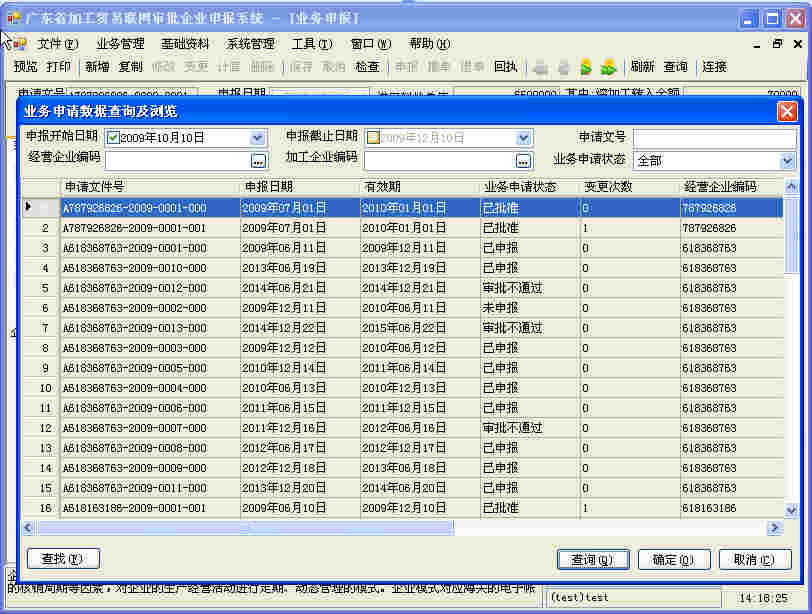 广东省加工贸易联网审批企业申报系统 - [业务申报]
文件(F) 业务管理 基础资料 系统管理 工具(T) 窗口(W) 帮助(H)
预览 打印 新增 复制 修改 变更 计算 删除 保存 取消 检查 申报 撤单 退单 回执 刷新 查询 连接
业务申请数据查询及浏览
申报开始日期 2009年10月10日 申报截止日期 2009年12月10日 申请文号
经营企业编码 ... 加工企业编码 ... 业务申请状态 全部
申请文件号 申报日期 有效期 业务申请状态 变更次数 经营企业编码
A787926826-2009-0001-000 2009年07月01日 2010年01月01日 已批准 0 787926826
2 A787926826-2009-0001-001 2009年07月01日 2010年01月01日 已批准 1 787926826
3 A618368763-2009-0001-000 2009年06月11日 2009年12月11日 已申报 0 618368763
4 A618368763-2009-0010-000 2013年06月19日 2013年12月19日 已申报 0 618368763
5 A618368763-2009-0012-000 2014年06月21日 2014年12月21日 审批不通过 0 618368763
6 A618368763-2009-0002-000 2009年12月11日 2010年06月11日 未申报 0 618368763
7 A618368763-2009-0013-000 2014年12月22日 2015年06月22日 审批不通过 0 618368763
8 A618368763-2009-0003-000 2009年12月12日 2010年06月12日 已申报 0 618368763
9 A618368763-2009-0005-000 2010年12月14日 2011年06月14日 已申报 0 618368763
10 A618368763-2009-0004-000 2010年06月13日 2010年12月13日 已申报 0 618368763
11 A618368763-2009-0006-000 2011年06月15日 2011年12月15日 已申报 0 618368763
12 A618368763-2009-0007-000 2011年12月16日 2012年06月16日 审批不通过 0 618368763
13 A618368763-2009-0008-000 2012年06月17日 2012年12月17日 已申报 0 618368763
14 A618368763-2009-0009-000 2012年12月18日 2013年06月18日 已申报 0 618368763
15 A618368763-2009-0011-000 2013年12月20日 2014年06月20日 已申报 0 618368763
16 A618163186-2009-0001-001 2009年06月10日 2009年12月10日 已批准 1 618163186
查找(F) 查询(Q) 确定(O) 取消(C)
的核销周期等因素，对企业的生产经营活动进行定期、动态管理的模式。企业模式对应海关的电子账
(test)test 14:18:25